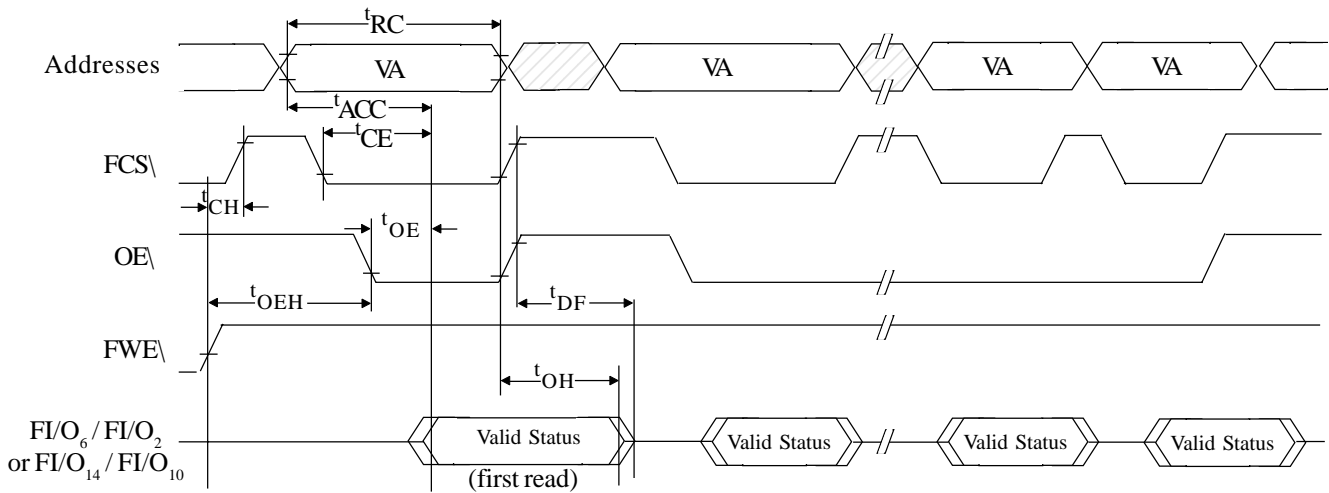 tRC
Addresses VA VA VA VA
tACC
tCE
FCS\
tCH
tOE
OE\
tOEH
tDF
FWE\
tOH
FI/O6 / FI/O2
or FI/O14 / FI/O10
Valid Status Valid Status Valid Status Valid Status
(first read)